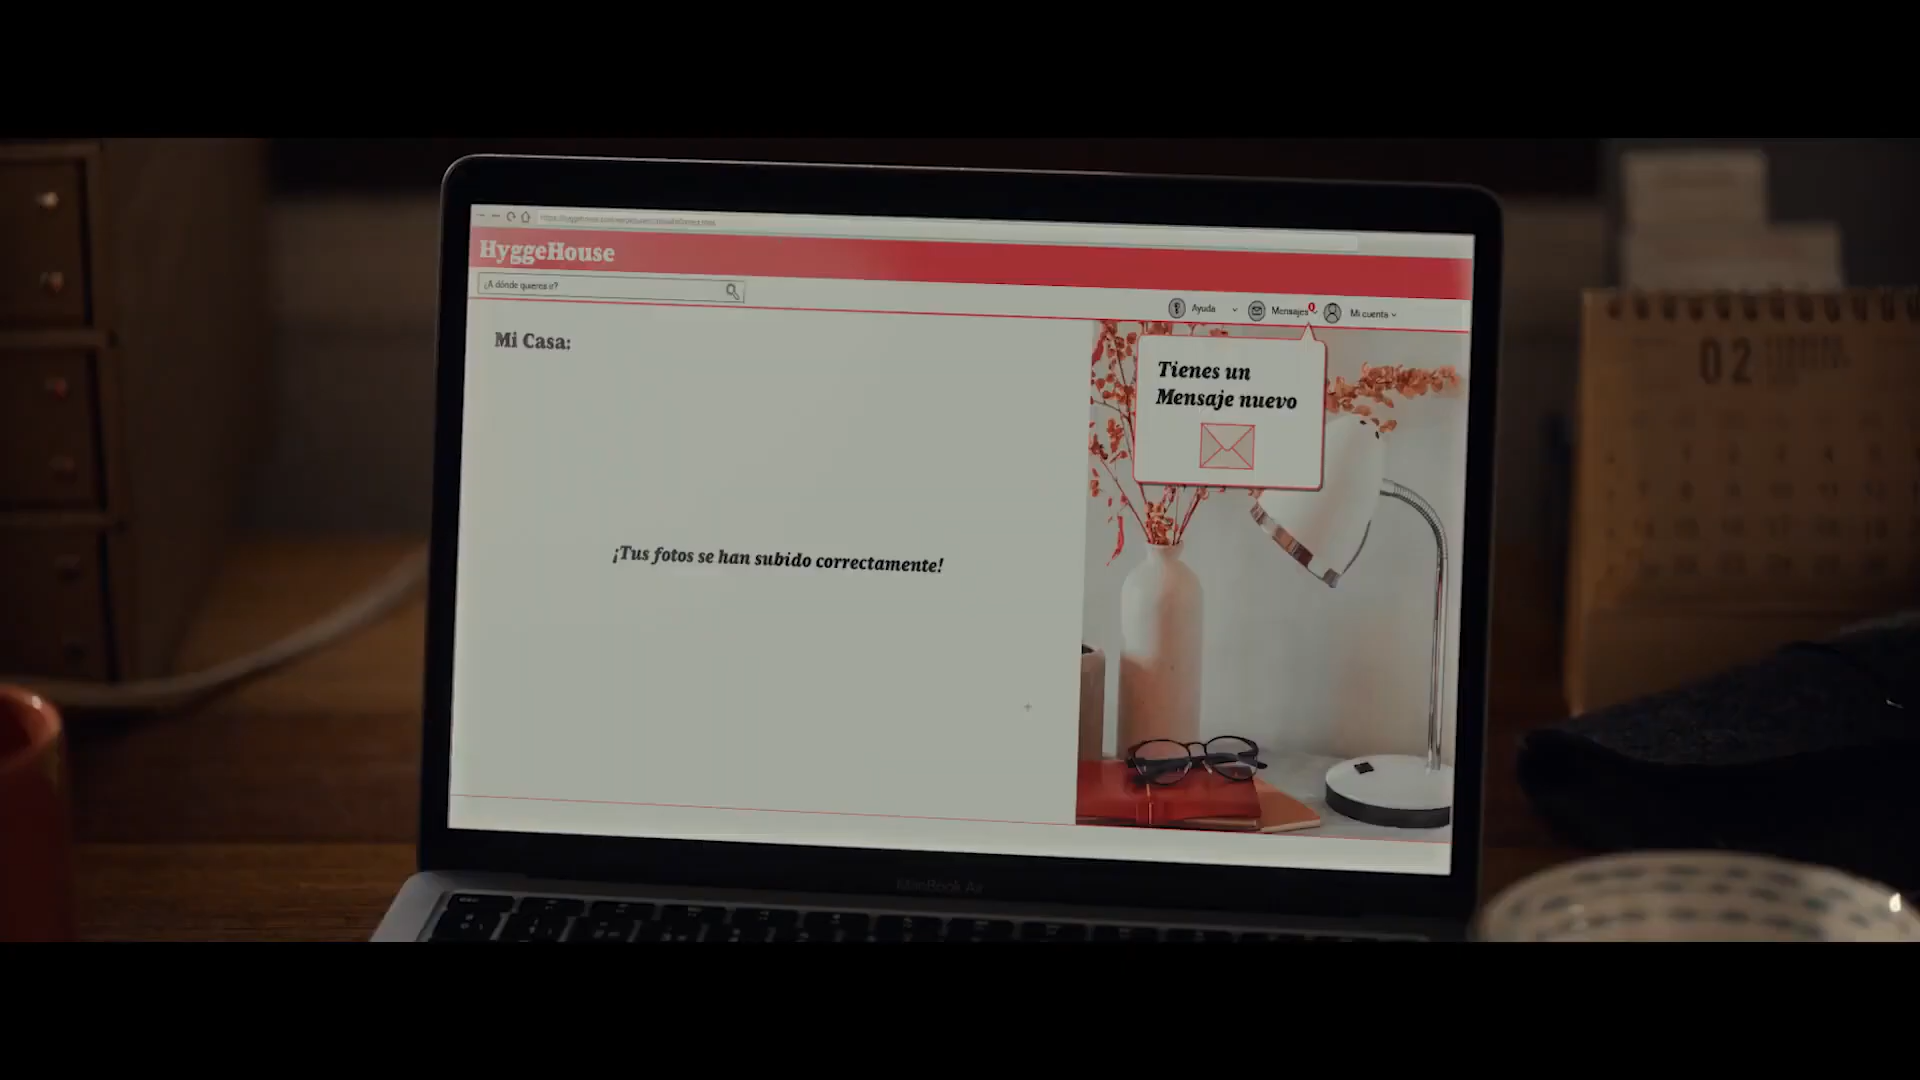 HyggeHouse
¿A dónde quieres ir?
Ayuda
Mensajes
Mi cuenta
Mi Casa:
Tienes un
Mensaje nuevo
¡Tus fotos se han subido correctamente!
MacBook Air
02